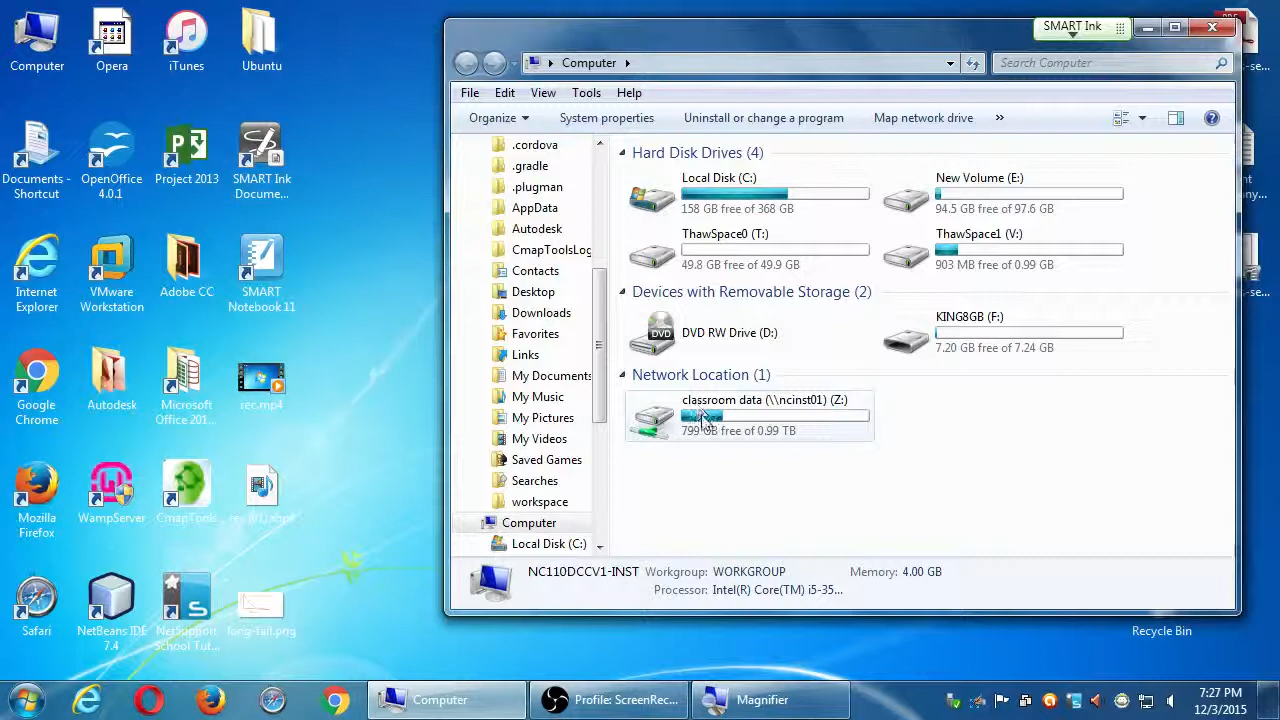 SMART Ink
Computer
Search Computer
File Edit View Tools Help
Organize System properties Uninstall or change a program Map network drive »
Computer
Opera
iTunes
Ubuntu
Documents - Shortcut
OpenOffice 4.0.1
Project 2013
SMART Ink Docume...
Internet Explorer
VMware Workstation
Adobe CC
SMART Notebook 11
Google Chrome
Autodesk
Microsoft Office 201...
rec.mp4
Mozilla Firefox
WampServer
CmapTools
Safari
NetBeans IDE 7.4
NetSupport School Tut...
long-tail.png
.cordova
.gradle
.plugman
AppData
Autodesk
CmapToolsLog
Contacts
Desktop
Downloads
Favorites
Links
My Documents
My Music
My Pictures
My Videos
Saved Games
Searches
workspace
Computer
Local Disk (C:)
Hard Disk Drives (4)
Local Disk (C:)
158 GB free of 368 GB
New Volume (E:)
94.5 GB free of 97.6 GB
ThawSpace0 (T:)
49.8 GB free of 49.9 GB
ThawSpace1 (V:)
903 MB free of 0.99 GB
Devices with Removable Storage (2)
DVD
DVD RW Drive (D:)
KING8GB (F:)
7.20 GB free of 7.24 GB
Network Location (1)
classroom data (\\ncinst01) (Z:)
799 GB free of 0.99 TB
NC110DCCV1-INST Workgroup: WORKGROUP Memory: 4.00 GB
Processor: Intel(R) Core(TM) i5-35...
Recycle Bin
Computer
Profile: ScreenRec...
Magnifier
7:27 PM
12/3/2015